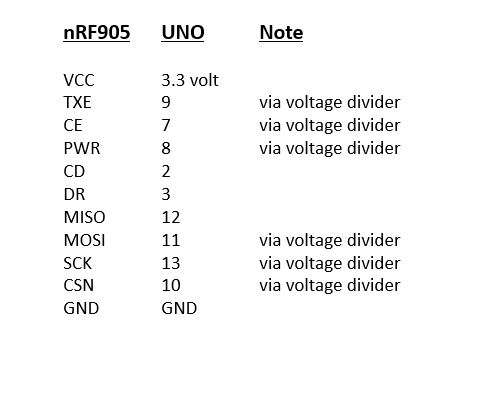 nRF905 UNO Note
VCC 3.3 volt
TXE 9 via voltage divider
CE 7 via voltage divider
PWR 8 via voltage divider
CD 2
DR 3
MISO 12
MOSI 11 via voltage divider
SCK 13 via voltage divider
CSN 10 via voltage divider
GND GND